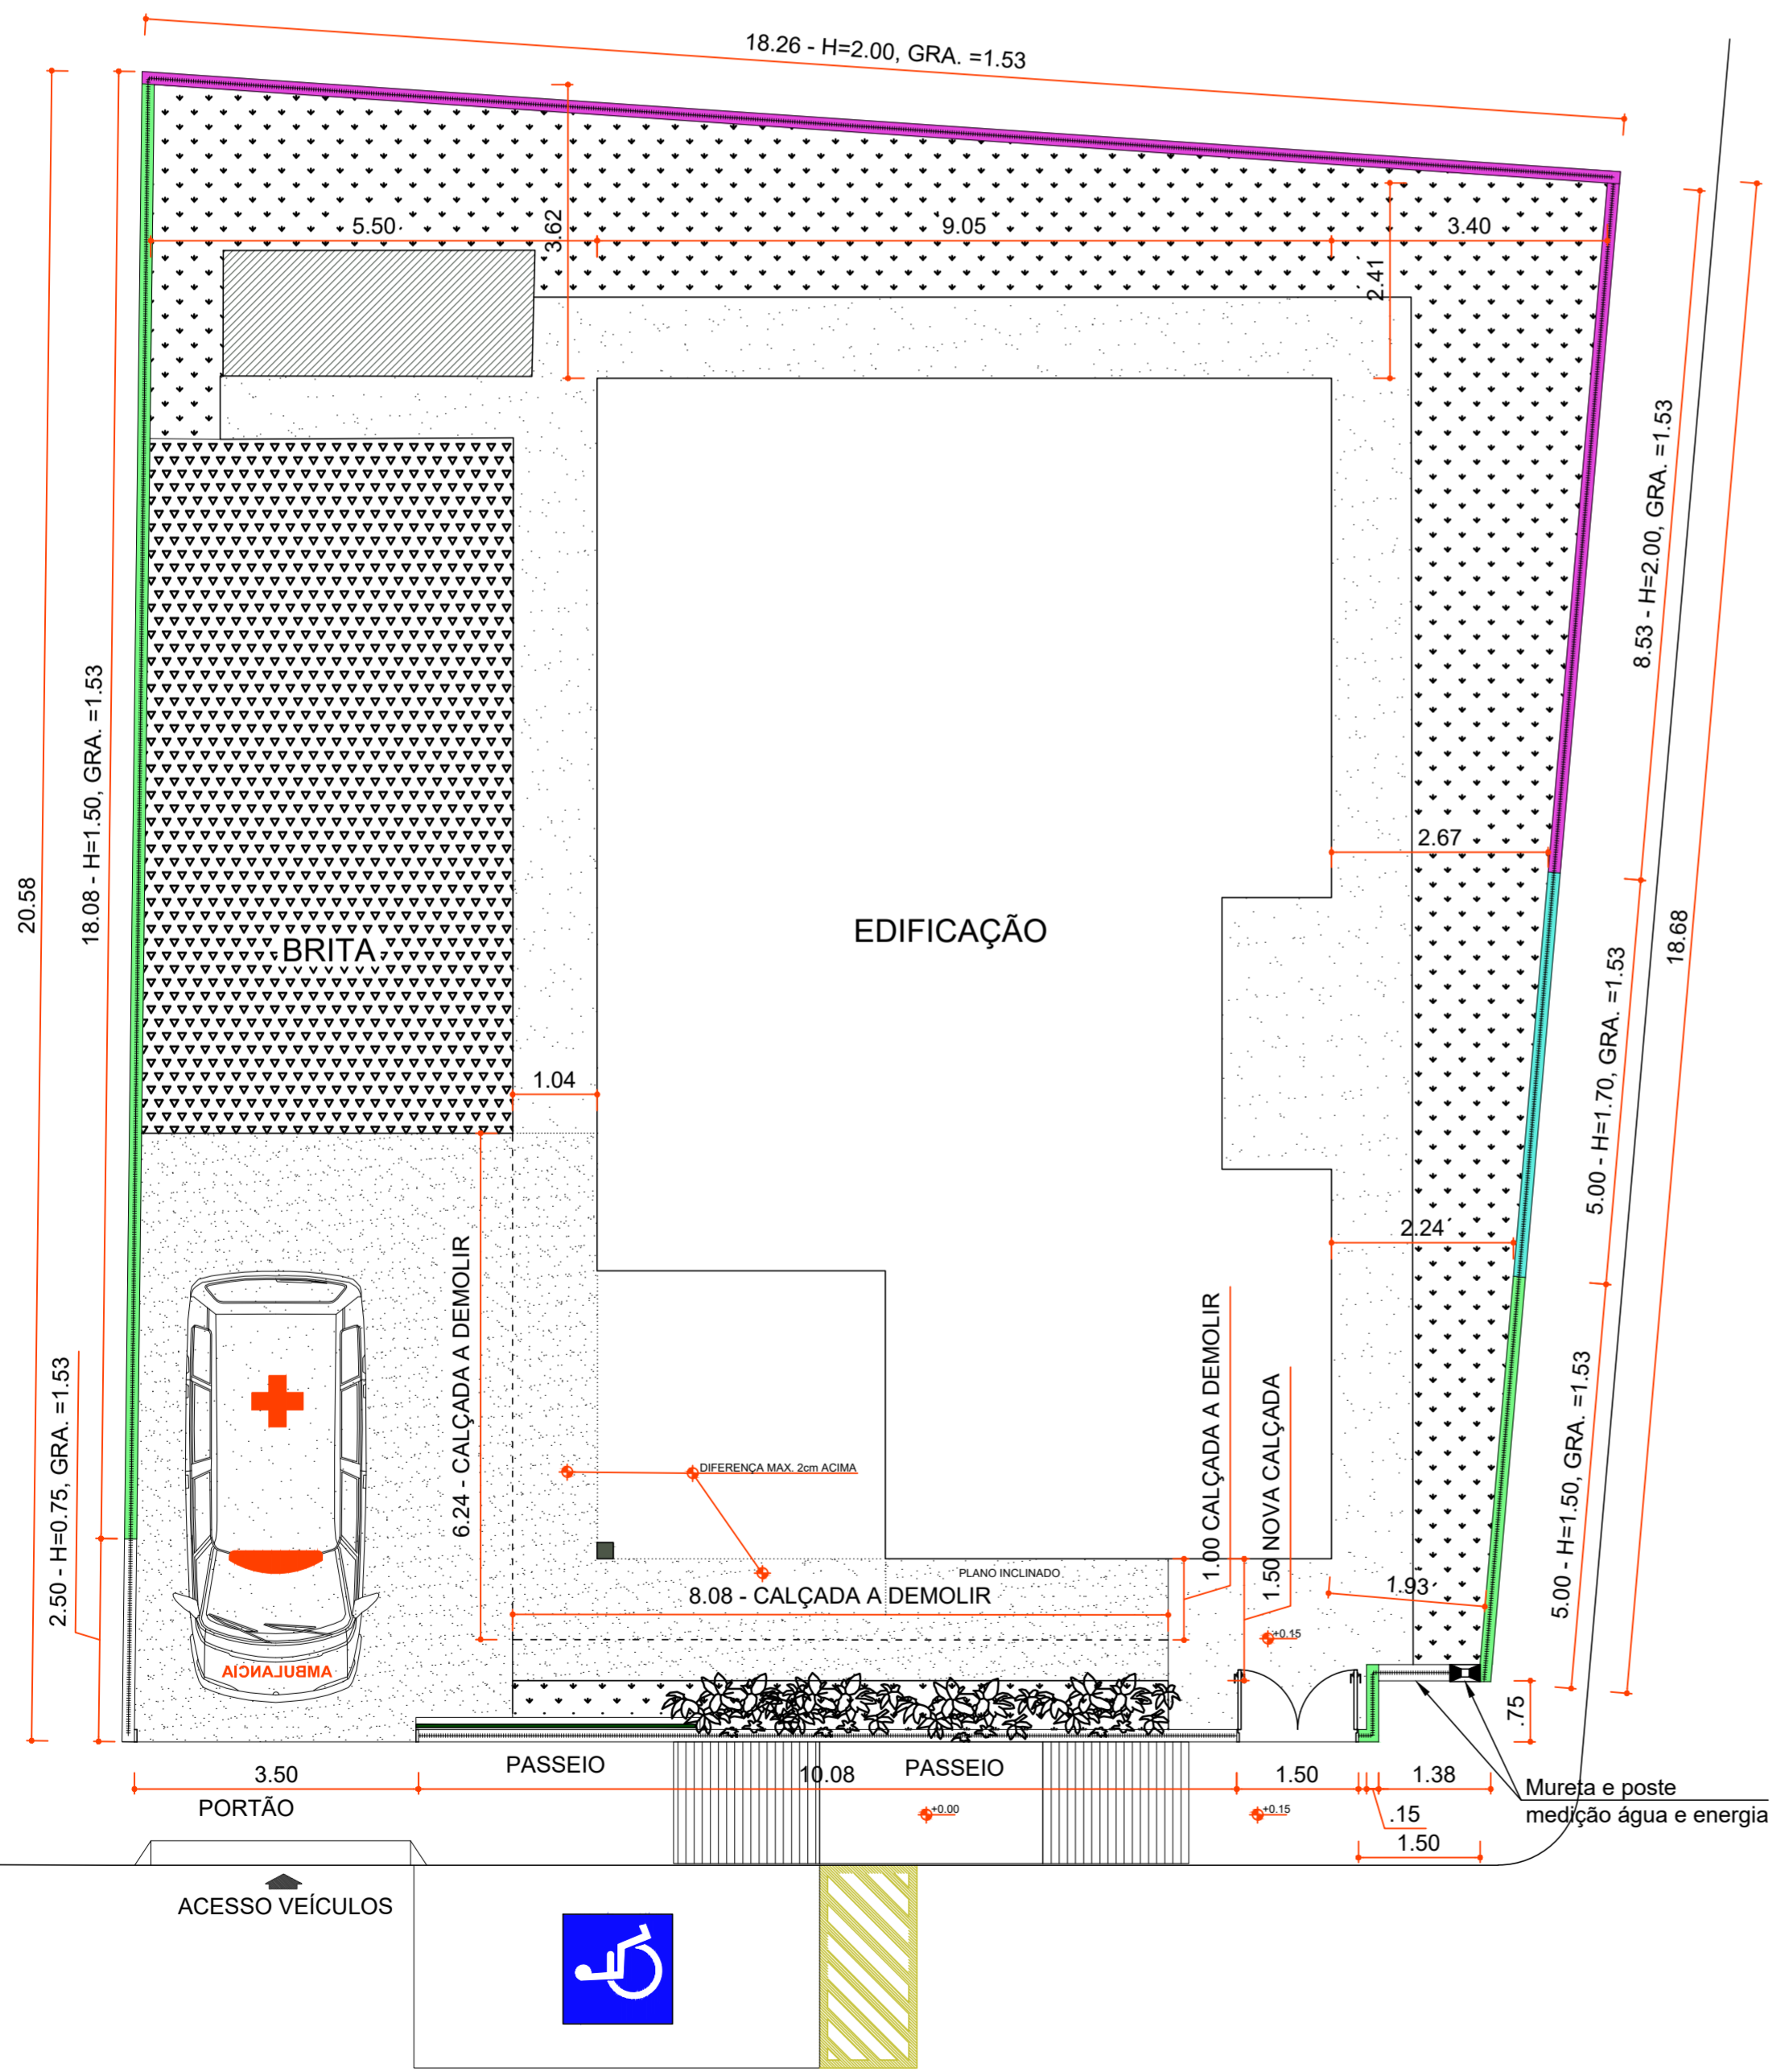 18.26 - H=2.00, GRA. =1.53
5.50
3.62
9.05
3.40
2.41
8.53 - H=2.00, GRA. =1.53
18.08 - H=1.50, GRA. =1.53
20.58
2.67
EDIFICAÇÃO
BRITA
18.68
5.00 - H=1.70, GRA. =1.53
1.04
2.24
6.24 - CALÇADA A DEMOLIR
1.00 CALÇADA A DEMOLIR
1.50 NOVA CALÇADA
2.50 - H=0.75, GRA. =1.53
5.00 - H=1.50, GRA. =1.53
DIFERENÇA MAX. 2cm ACIMA
PLANO INCLINADO
1.93
8.08 - CALÇADA A DEMOLIR
+0.15
AMBULANCIA
.75
PASSEIO
PASSEIO
3.50
10.08
1.50
1.38
Mureta e poste
medição água e energia
PORTÃO
+0.00
+0.15
.15
1.50
ACESSO VEÍCULOS